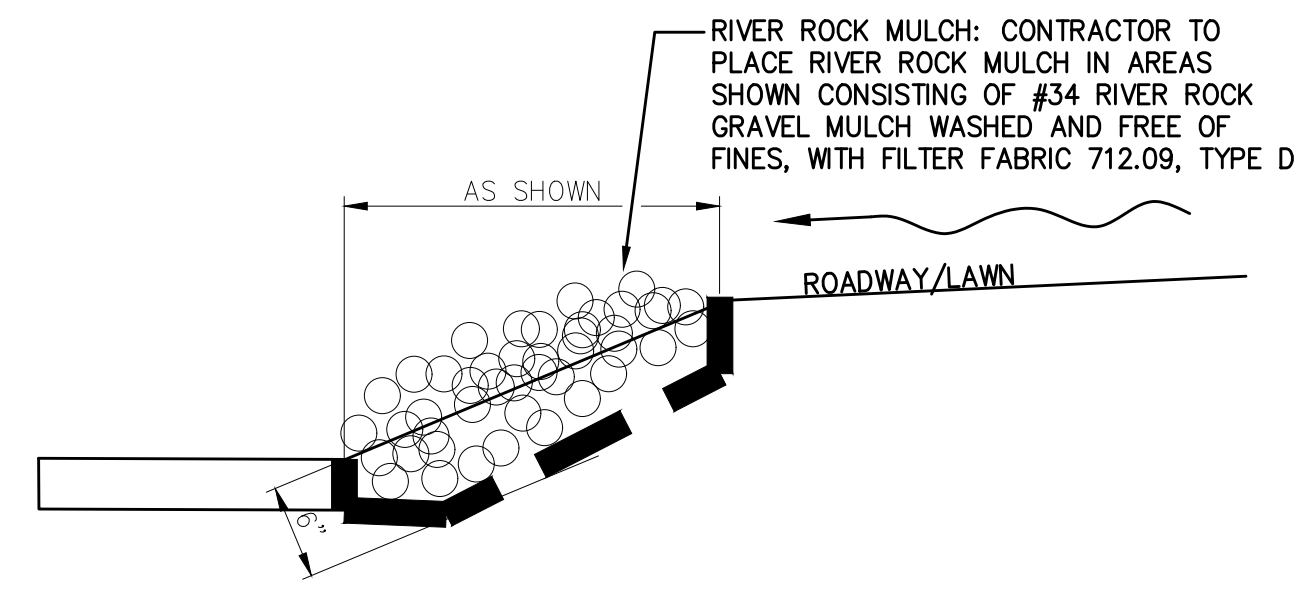 RIVER ROCK MULCH: CONTRACTOR TO
PLACE RIVER ROCK MULCH IN AREAS
SHOWN CONSISTING OF #34 RIVER ROCK
GRAVEL MULCH WASHED AND FREE OF
FINES, WITH FILTER FABRIC 712.09, TYPE D
AS SHOWN
ROADWAY/LAWN
6"